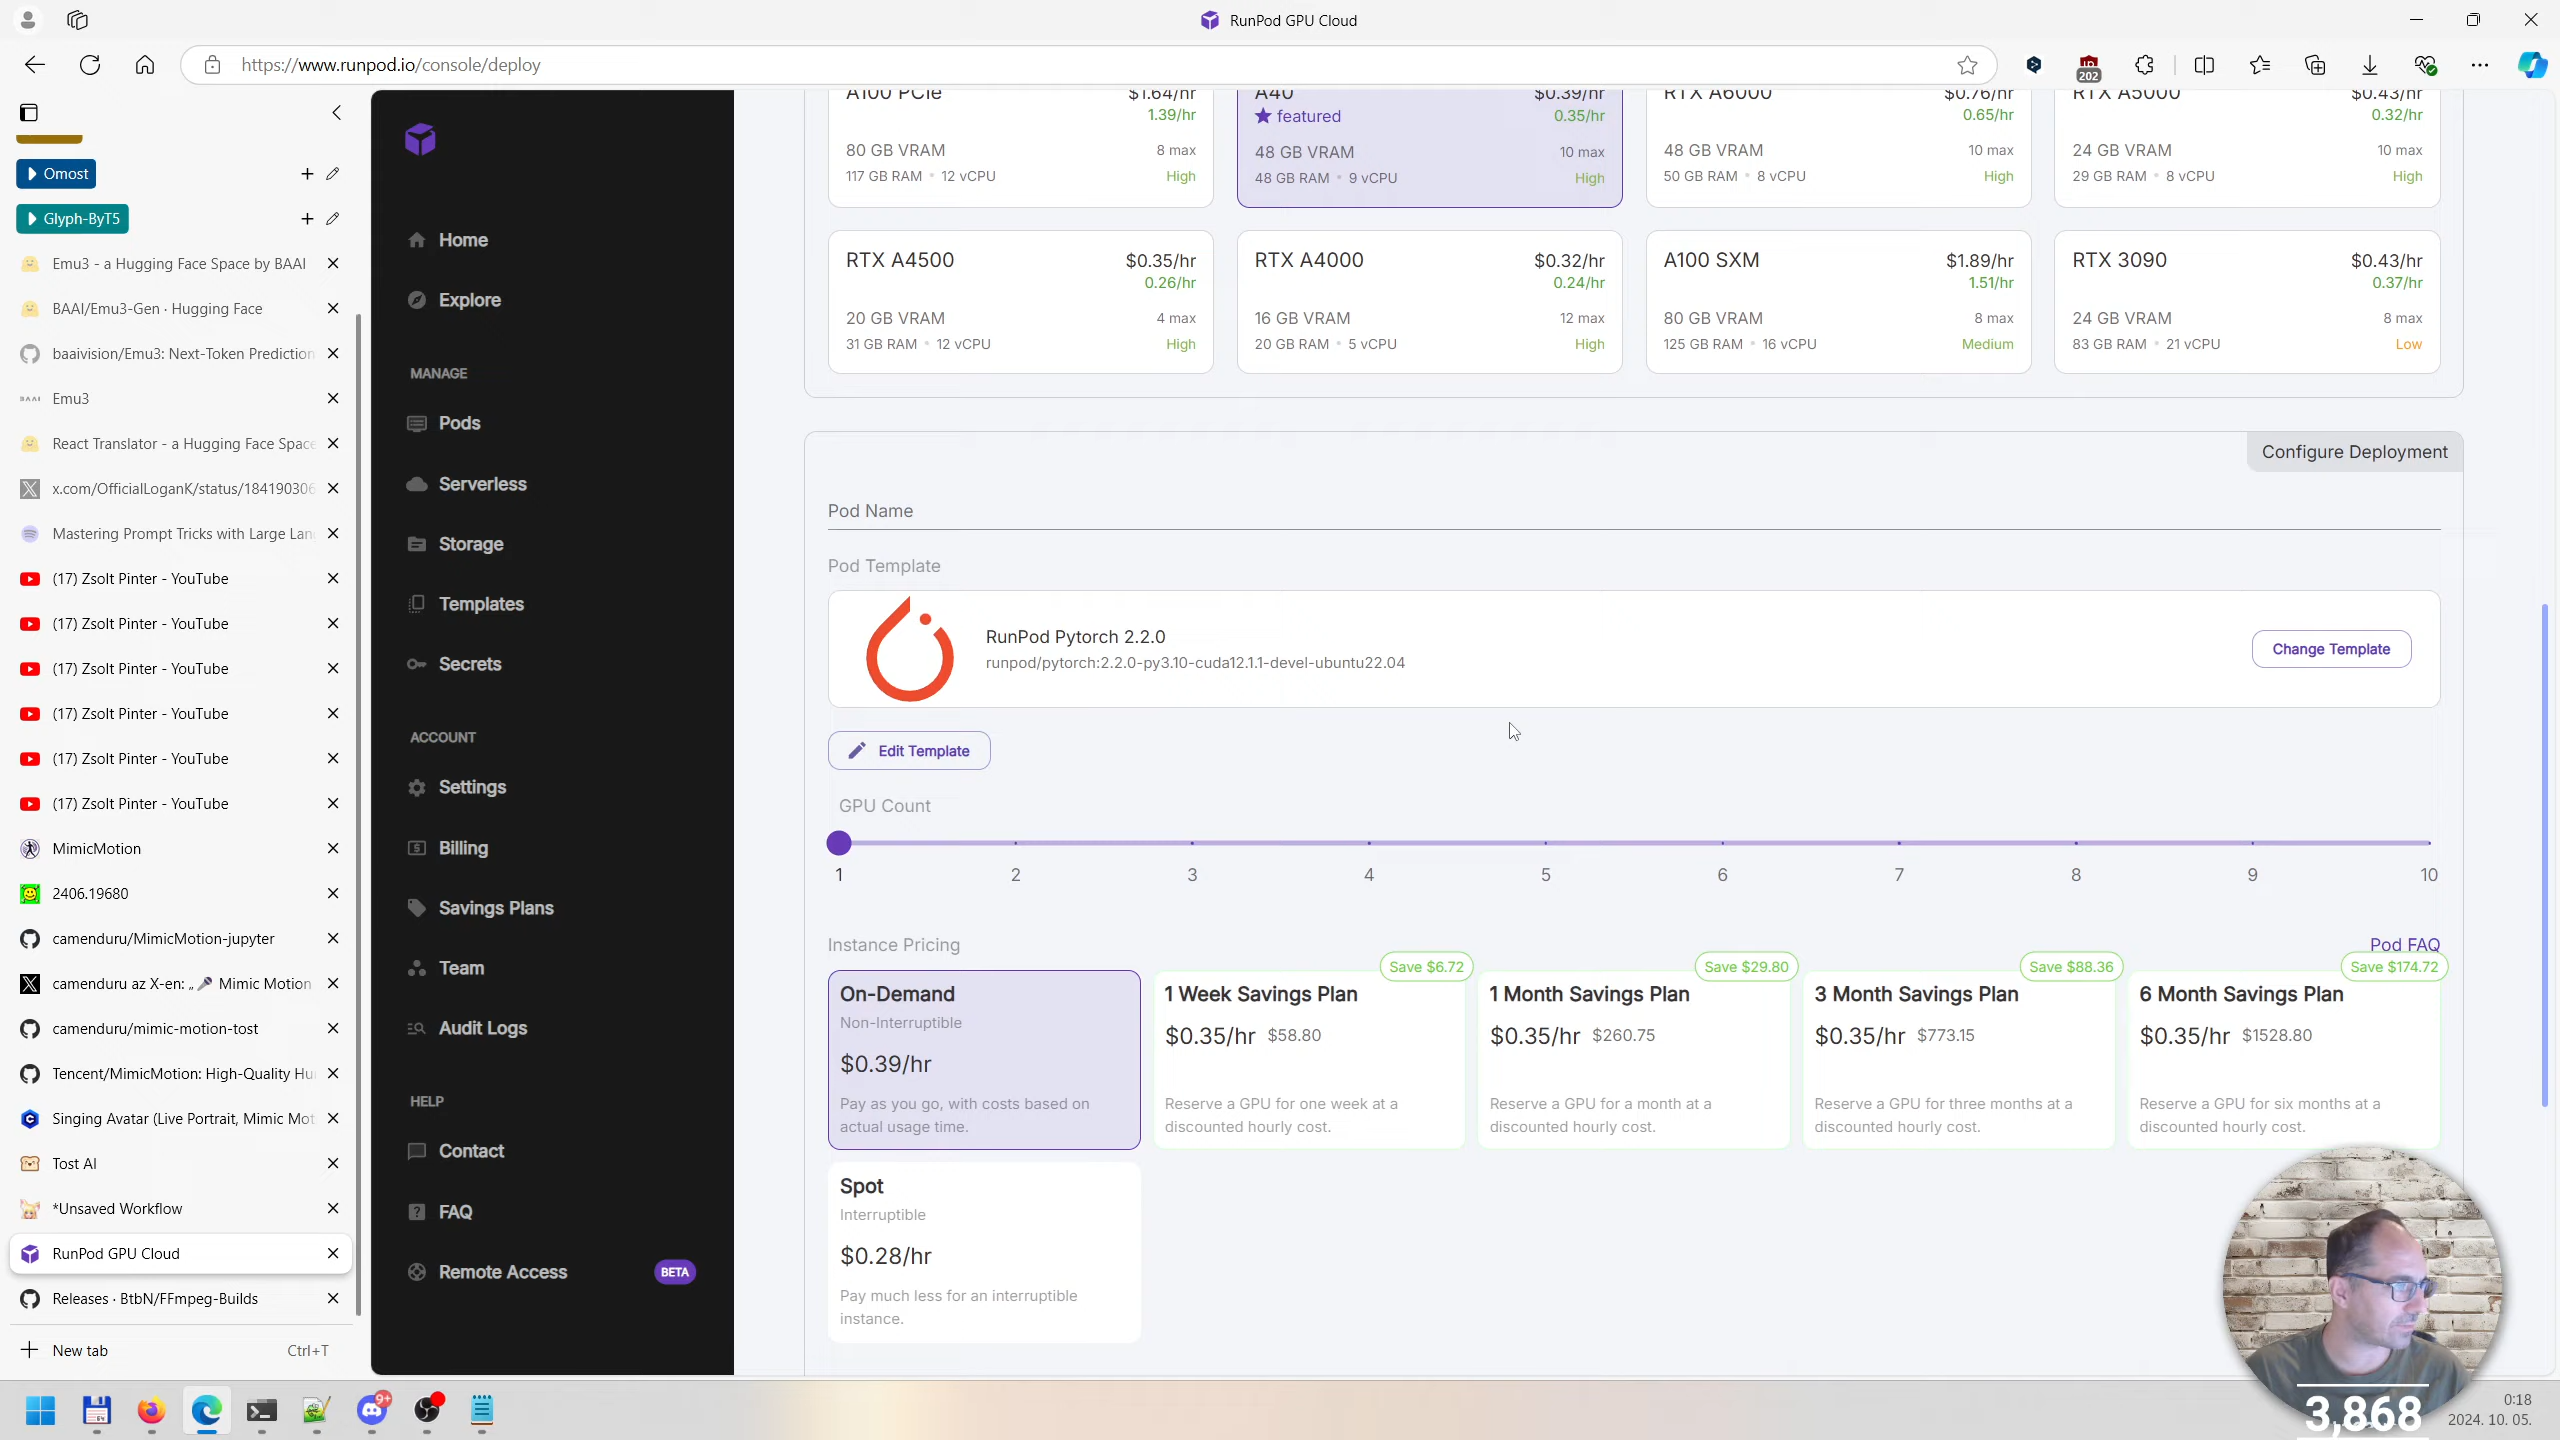 RunPod GPU Cloud
https://www.runpod.io/console/deploy
202
Omost
Glyph-ByT5
Emu3 - a Hugging Face Space by BAAI
BAAI/Emu3-Gen · Hugging Face
baaivision/Emu3: Next-Token Prediction
BAAI Emu3
React Translator - a Hugging Face Space
x.com/OfficialLoganK/status/184190306
Mastering Prompt Tricks with Large Lan
(17) Zsolt Pinter - YouTube
(17) Zsolt Pinter - YouTube
(17) Zsolt Pinter - YouTube
(17) Zsolt Pinter - YouTube
(17) Zsolt Pinter - YouTube
(17) Zsolt Pinter - YouTube
MimicMotion
2406.19680
camenduru/MimicMotion-jupyter
camenduru az X-en: „🎤 Mimic Motion
camenduru/mimic-motion-tost
Tencent/MimicMotion: High-Quality Hu
Singing Avatar (Live Portrait, Mimic Mot
Tost AI
*Unsaved Workflow
RunPod GPU Cloud
Releases · BtbN/FFmpeg-Builds
New tab Ctrl+T
Home
Explore
MANAGE
Pods
Serverless
Storage
Templates
Secrets
ACCOUNT
Settings
Billing
Savings Plans
Team
Audit Logs
HELP
Contact
FAQ
Remote Access BETA
A100 PCIe $1.64/hr
1.39/hr
80 GB VRAM 8 max
117 GB RAM • 12 vCPU High
A40 $0.39/hr
featured 0.35/hr
48 GB VRAM 10 max
48 GB RAM • 9 vCPU High
RTX A6000 $0.76/hr
0.65/hr
48 GB VRAM 10 max
50 GB RAM • 8 vCPU High
RTX A5000 $0.43/hr
0.32/hr
24 GB VRAM 10 max
29 GB RAM • 8 vCPU High
RTX A4500 $0.35/hr
0.26/hr
20 GB VRAM 4 max
31 GB RAM • 12 vCPU High
RTX A4000 $0.32/hr
0.24/hr
16 GB VRAM 12 max
20 GB RAM • 5 vCPU High
A100 SXM $1.89/hr
1.51/hr
80 GB VRAM 8 max
125 GB RAM • 16 vCPU Medium
RTX 3090 $0.43/hr
0.37/hr
24 GB VRAM 8 max
83 GB RAM • 21 vCPU Low
Configure Deployment
Pod Name
Pod Template
RunPod Pytorch 2.2.0
runpod/pytorch:2.2.0-py3.10-cuda12.1.1-devel-ubuntu22.04
Change Template
Edit Template
GPU Count
1 2 3 4 5 6 7 8 9 10
Instance Pricing
Pod FAQ
On-Demand
Non-Interruptible
$0.39/hr
Pay as you go, with costs based on
actual usage time.
Save $6.72
1 Week Savings Plan
$0.35/hr $58.80
Reserve a GPU for one week at a
discounted hourly cost.
Save $29.80
1 Month Savings Plan
$0.35/hr $260.75
Reserve a GPU for a month at a
discounted hourly cost.
Save $88.36
3 Month Savings Plan
$0.35/hr $773.15
Reserve a GPU for three months at a
discounted hourly cost.
Save $174.72
6 Month Savings Plan
$0.35/hr $1528.80
Reserve a GPU for six months at a
discounted hourly cost.
Spot
Interruptible
$0.28/hr
Pay much less for an interruptible
instance.
9+
3,868
0:18
2024. 10. 05.